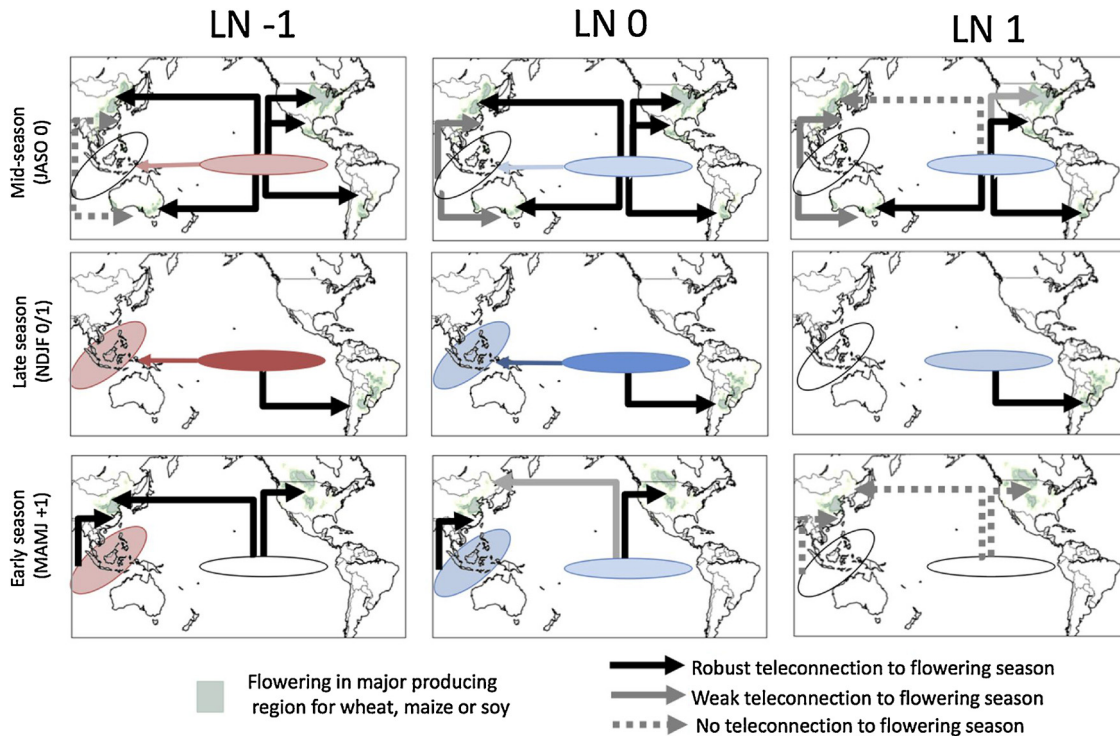 LN -1
LN 0
LN 1
Mid-season
(JASO 0)
Late season
(NDJF 0/1)
Early season
(MAMJ +1)
Flowering in major producing
region for wheat, maize or soy
Robust teleconnection to flowering season
Weak teleconnection to flowering season
No teleconnection to flowering season